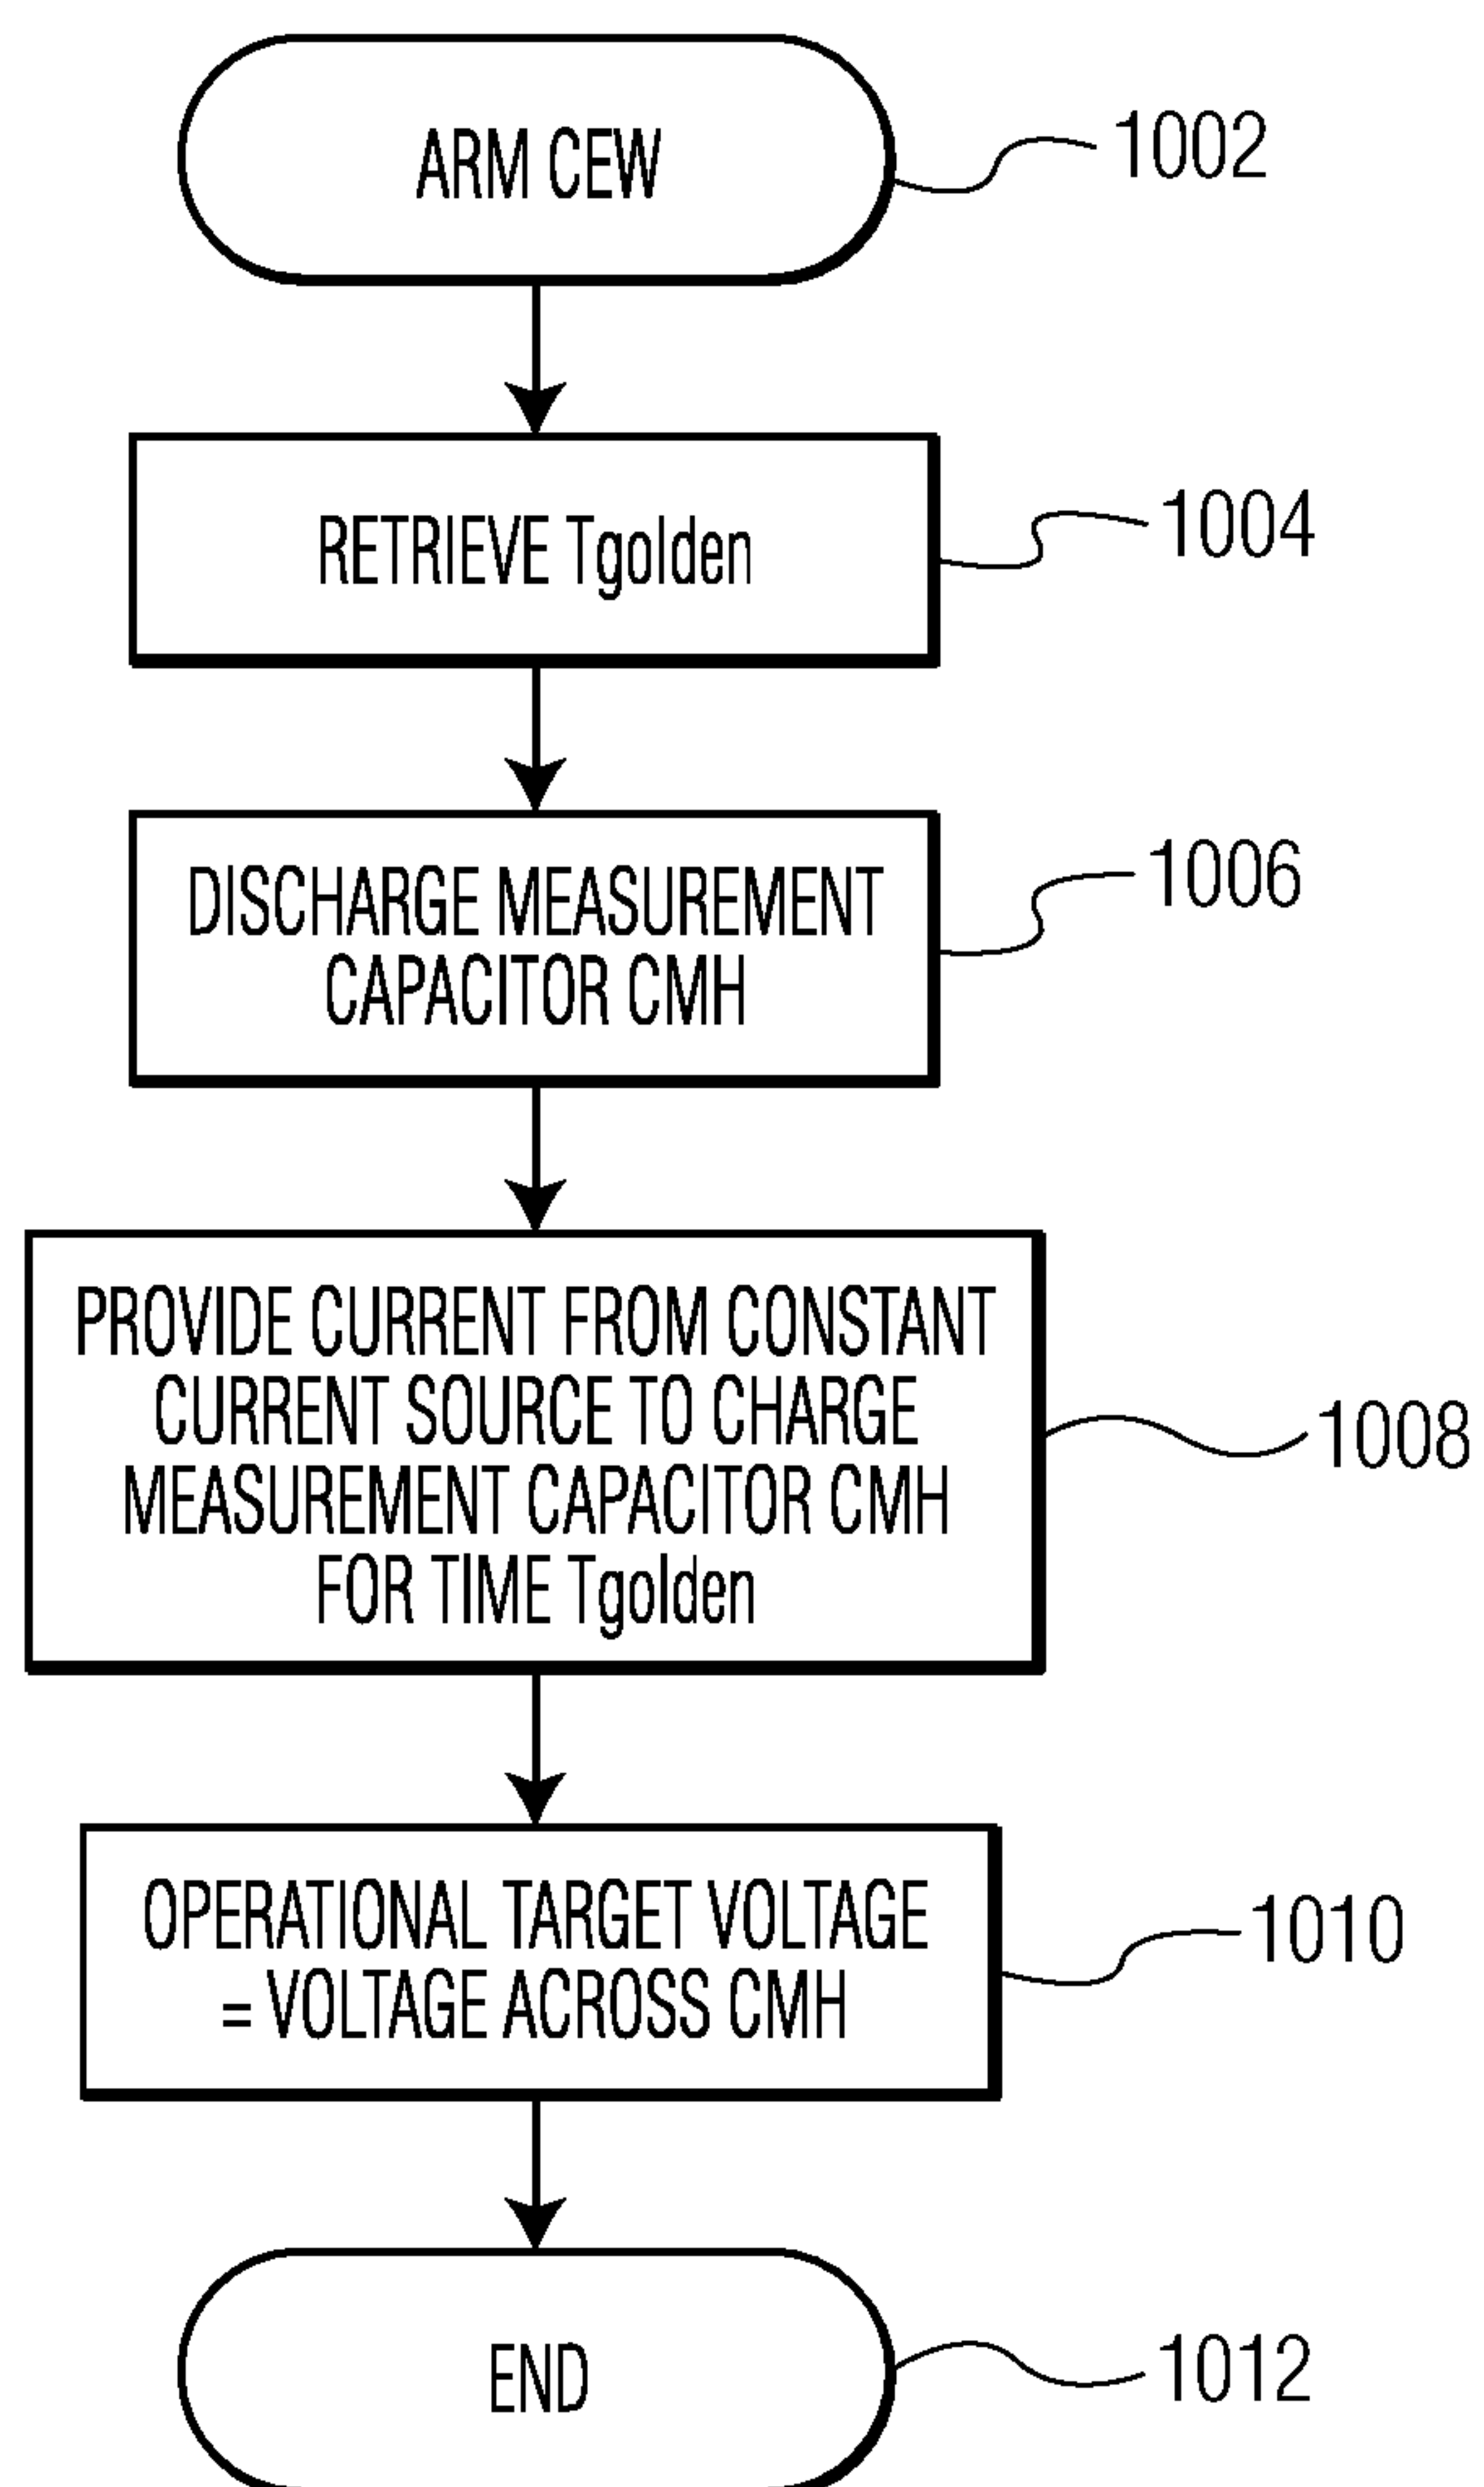 ARM CEW
1002
RETRIEVE Tgolden
1004
DISCHARGE MEASUREMENT
CAPACITOR CMH
1006
PROVIDE CURRENT FROM CONSTANT
CURRENT SOURCE TO CHARGE
MEASUREMENT CAPACITOR CMH
FOR TIME Tgolden
1008
OPERATIONAL TARGET VOLTAGE
= VOLTAGE ACROSS CMH
1010
END
1012